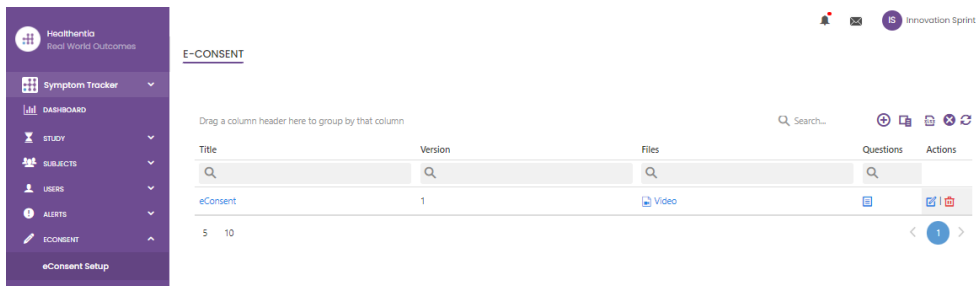 Healthentia
Real World Outcomes
IS Innovation Sprint
E-CONSENT
Symptom Tracker
DASHBOARD
STUDY
SUBJECTS
USERS
ALERTS
ECONSENT
eConsent Setup
Drag a column header here to group by that column
Search...
Title Version Files Questions Actions
eConsent 1 Video
5 10
1